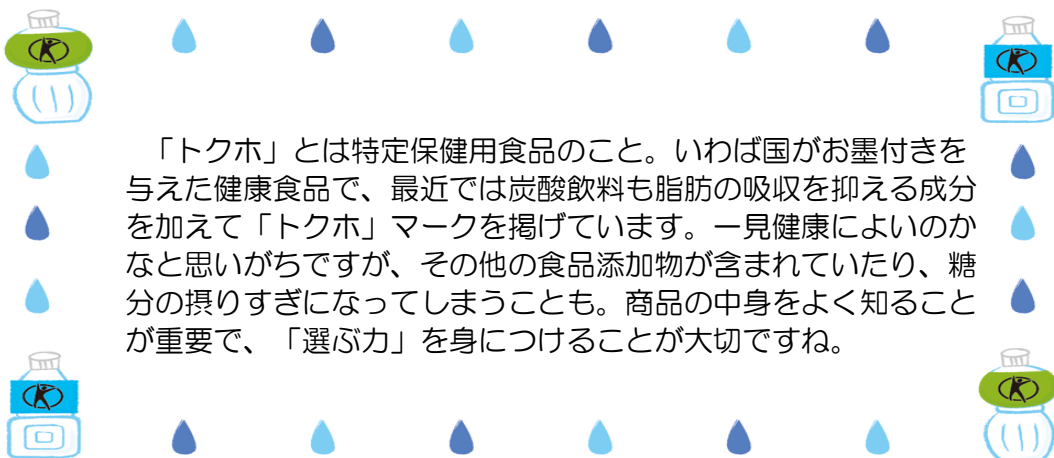 「トクホ」とは特定保健用食品のこと。いわば国がお墨付きを
与えた健康食品で、最近では炭酸飲料も脂肪の吸収を抑える成分
を加えて「トクホ」マークを掲げています。一見健康によいのか
なと思いがちですが、その他の食品添加物が含まれていたり、糖
分の摂りすぎになってしまうことも。商品の中身をよく知ること
が重要で、「選ぶ力」を身につけることが大切ですね。